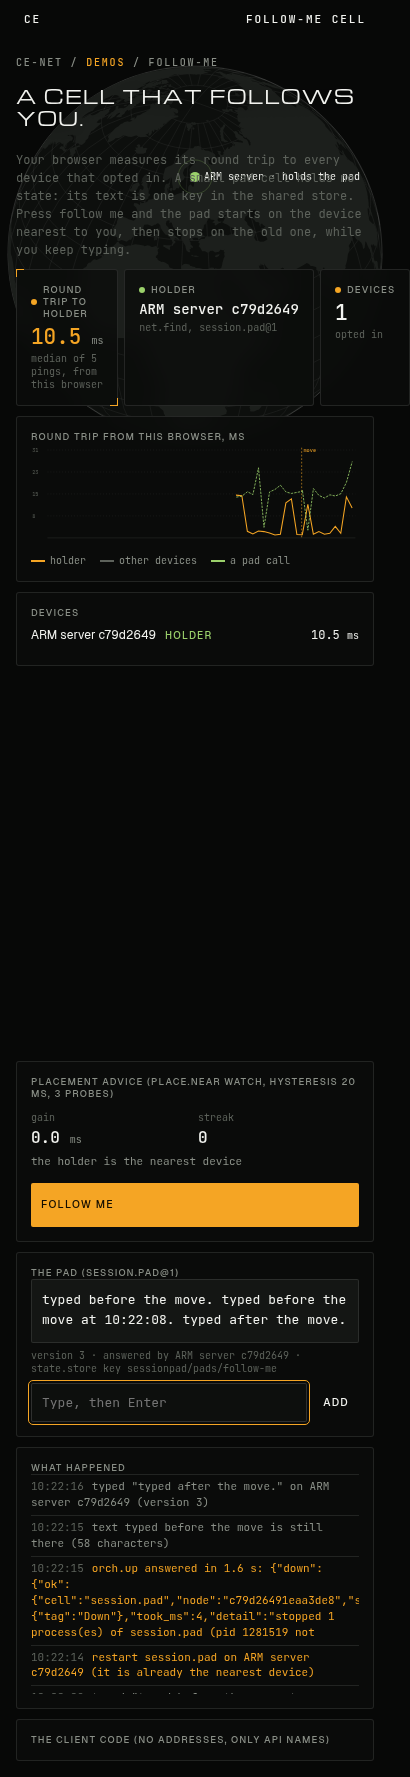 CE FOLLOW-ME CELL
CE-NET / DEMOS / FOLLOW-ME
A CELL THAT FOLLOWS
YOU.
Your browser measures its round trip to every
device that opted in. A small pad cell holds no
ARM server · holds the pad
state: its text is one key in the shared store.
Press follow me and the pad starts on the device
nearest to you, then stops on the old one, while
you keep typing.
ROUND
TRIP TO
HOLDER
10.5 ms
median of 5
pings, from
this browser
HOLDER
ARM server c79d2649
net.find, session.pad@1
DEVICES
1
opted in
ROUND TRIP FROM THIS BROWSER, MS
31
23
16
8
move
holder other devices a pad call
DEVICES
ARM server c79d2649 HOLDER 10.5 ms
PLACEMENT ADVICE (PLACE.NEAR WATCH, HYSTERESIS 20
MS, 3 PROBES)
gain streak
0.0 ms 0
the holder is the nearest device
FOLLOW ME
THE PAD (SESSION.PAD@1)
typed before the move. typed before the
move at 10:22:08. typed after the move.
version 3 · answered by ARM server c79d2649 ·
state.store key sessionpad/pads/follow-me
Type, then Enter ADD
WHAT HAPPENED
10:22:16 typed "typed after the move." on ARM
server c79d2649 (version 3)
10:22:15 text typed before the move is still
there (58 characters)
10:22:15 orch.up answered in 1.6 s: {"down":
{"ok":
{"cell":"session.pad","node":"c79d26491eaa3de8","s
{"tag":"Down"},"took_ms":4,"detail":"stopped 1
process(es) of session.pad (pid 1281519 not
10:22:14 restart session.pad on ARM server
c79d2649 (it is already the nearest device)
THE CLIENT CODE (NO ADDRESSES, ONLY API NAMES)